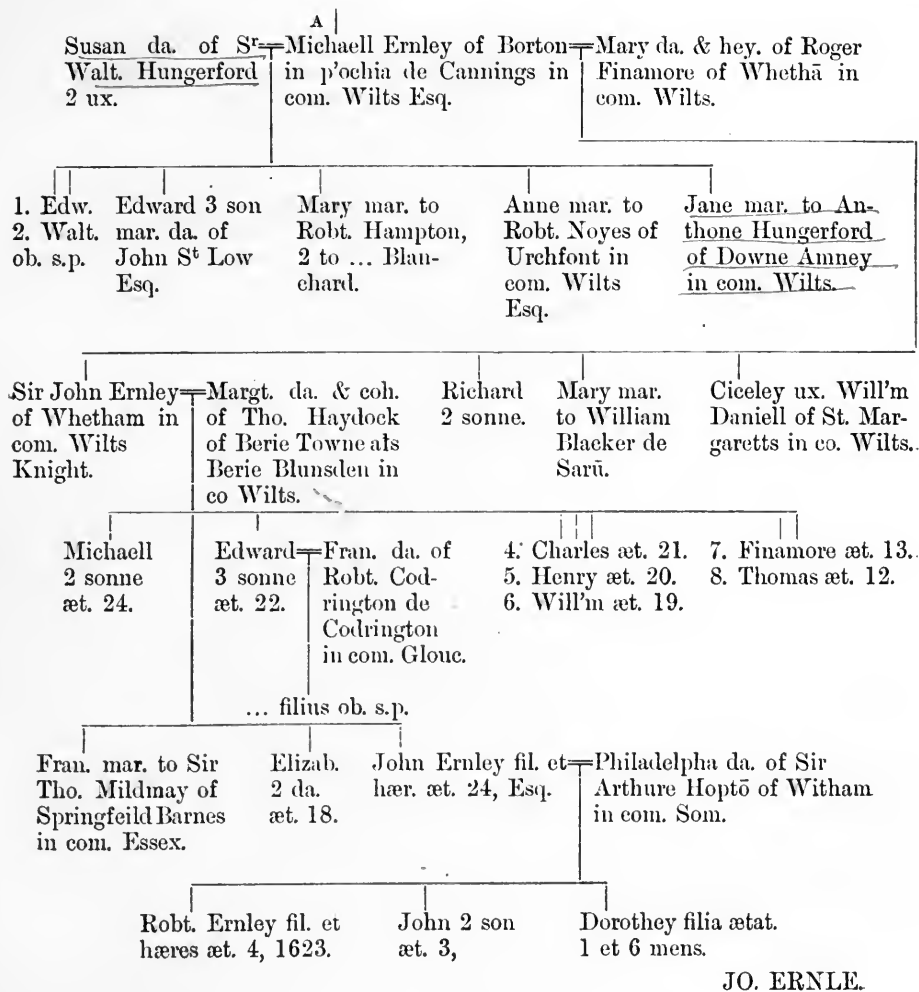 A
Susan da. of Sʳ
Walt. Hungerford
2 ux.
Michaell Ernley of Borton
in p'ochia de Cannings in
com. Wilts Esq.
Mary da. & hey. of Roger
Finamore of Whethā in
com. Wilts.
1. Edw.
2. Walt.
ob. s.p.
Edward 3 son
mar. da. of
John Sᵗ Low
Esq.
Mary mar. to
Robt. Hampton,
2 to ... Blan-
chard.
Anne mar. to
Robt. Noyes of
Urchfont in
com. Wilts
Esq.
Jane mar. to An-
thone Hungerford
of Downe Amney
in com. Wilts.
Sir John Ernley
of Whetham in
com. Wilts
Knight.
Margt. da. & coh.
of Tho. Haydock
of Berie Towne als
Berie Blunsden in
co Wilts.
Richard
2 sonne.
Mary mar.
to William
Blacker de
Sarū.
Ciceley ux. Will'm
Daniell of St. Mar-
garetts in co. Wilts.
Michaell
2 sonne
æt. 24.
Edward
3 sonne
æt. 22.
Fran. da. of
Robt. Cod-
rington de
Codrington
in com. Glouc.
4. Charles æt. 21.
5. Henry æt. 20.
6. Will'm æt. 19.
7. Finamore æt. 13.
8. Thomas æt. 12.
... filius ob. s.p.
Fran. mar. to Sir
Tho. Mildmay of
Springfeild Barnes
in com. Essex.
Elizab.
2 da.
æt. 18.
John Ernley fil. et
hær. æt. 24, Esq.
Philadelpha da. of Sir
Arthure Hoptō of Witham
in com. Som.
Robt. Ernley fil. et
hæres æt. 4, 1623.
John 2 son
æt. 3,
Dorothey filia ætat.
1 et 6 mens.
JO. ERNLE.